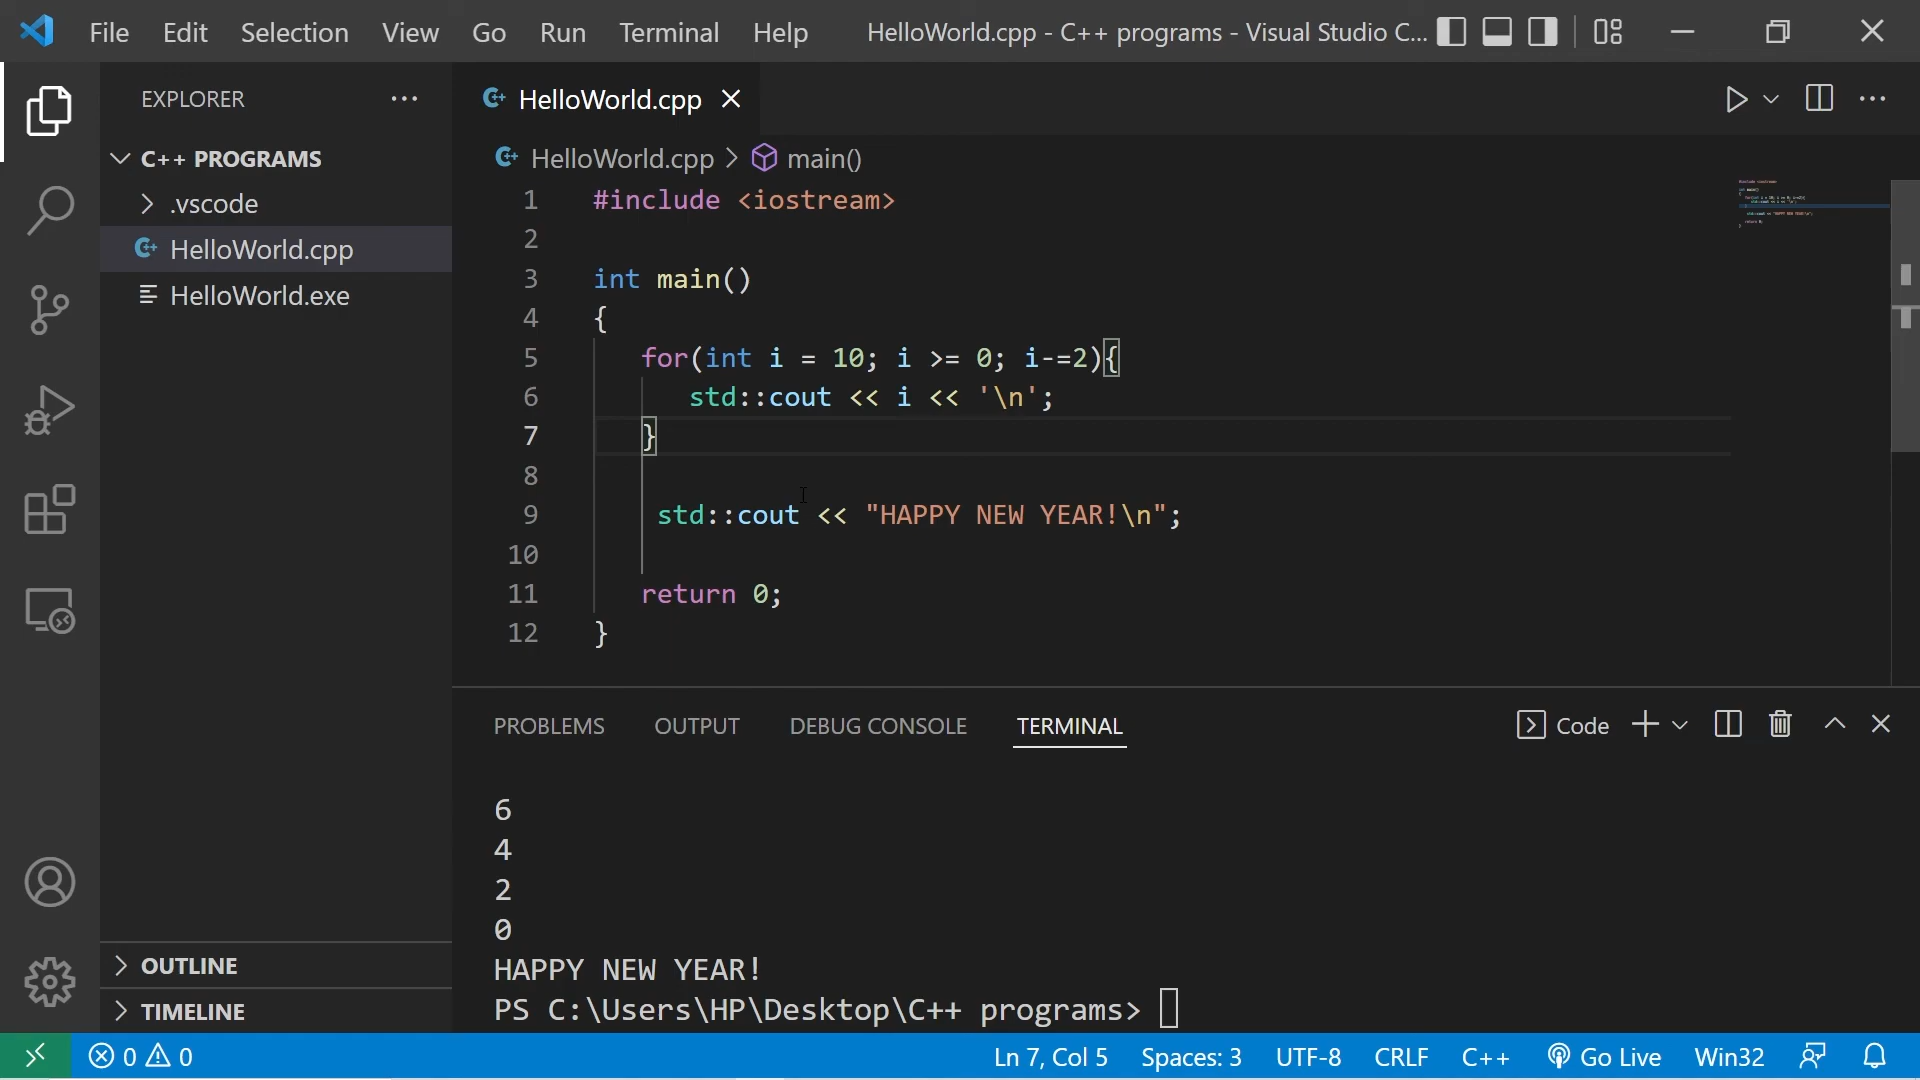 File Edit Selection View Go Run Terminal Help HelloWorld.cpp - C++ programs - Visual Studio C...
EXPLORER
C++ PROGRAMS
.vscode
HelloWorld.cpp
HelloWorld.exe
OUTLINE
TIMELINE
HelloWorld.cpp
HelloWorld.cpp > main()
1 #include <iostream>
2
3 int main()
4 {
5 for(int i = 10; i >= 0; i-=2){
6 std::cout << i << '\n';
7 }
8
9 std::cout << "HAPPY NEW YEAR!\n";
10
11 return 0;
12 }
PROBLEMS OUTPUT DEBUG CONSOLE TERMINAL Code
6
4
2
0
HAPPY NEW YEAR!
PS C:\Users\HP\Desktop\C++ programs>
0 0 Ln 7, Col 5 Spaces: 3 UTF-8 CRLF C++ Go Live Win32